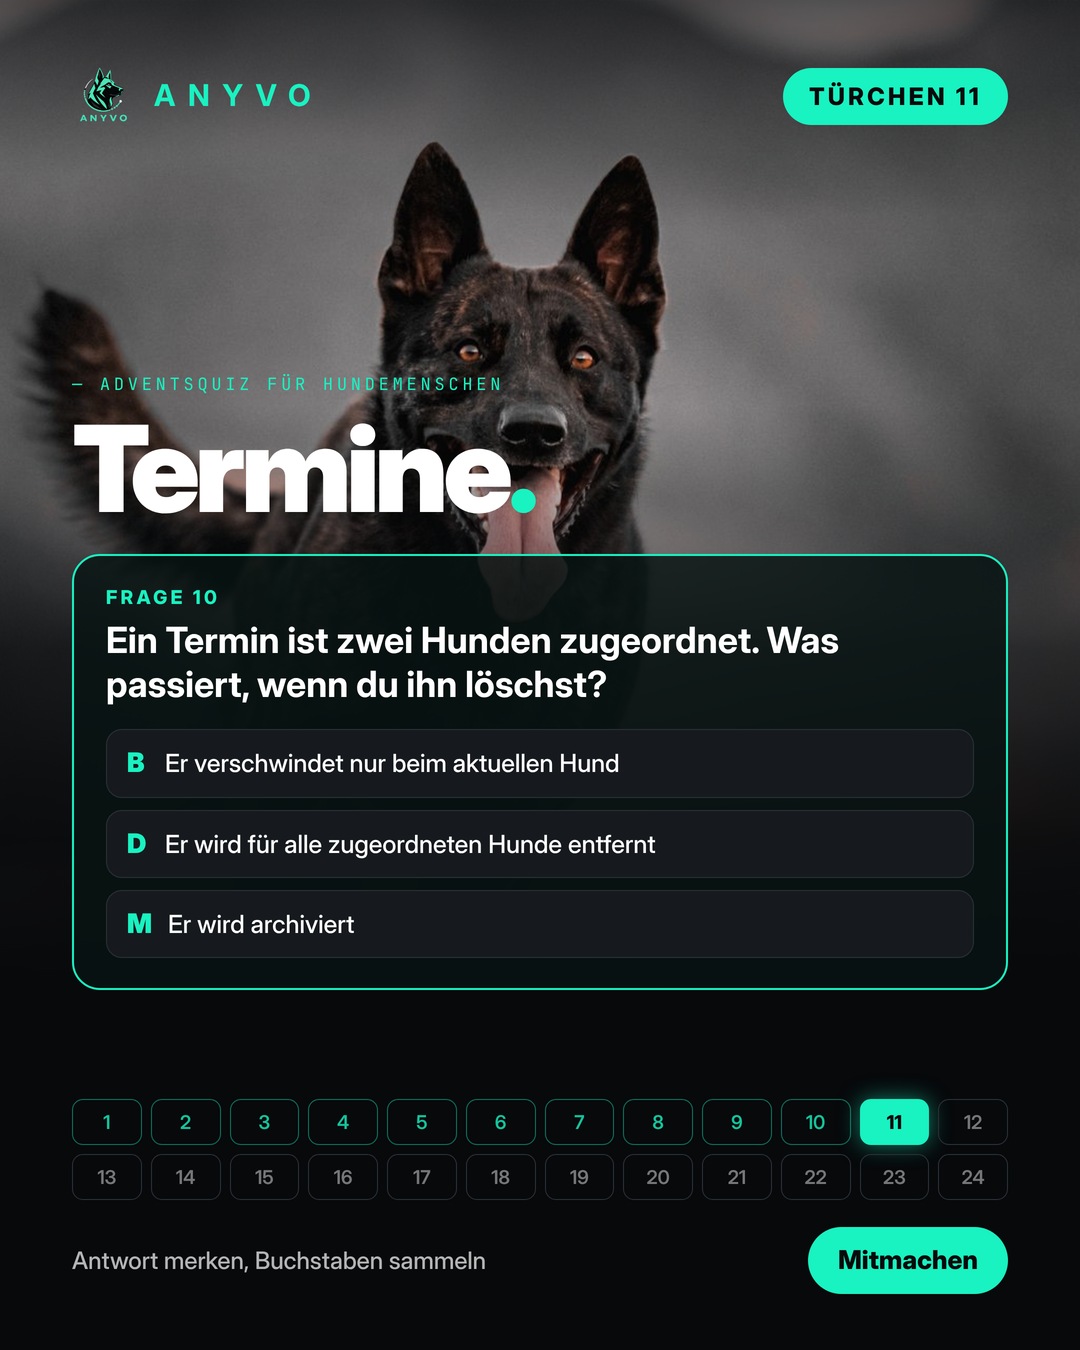 ANYVO
ANYVO
TÜRCHEN 11
— ADVENTSQUIZ FÜR HUNDEMENSCHEN
Termine.
FRAGE 10
Ein Termin ist zwei Hunden zugeordnet. Was
passiert, wenn du ihn löschst?
B Er verschwindet nur beim aktuellen Hund
D Er wird für alle zugeordneten Hunde entfernt
M Er wird archiviert
1 2 3 4 5 6 7 8 9 10 11 12
13 14 15 16 17 18 19 20 21 22 23 24
Antwort merken, Buchstaben sammeln
Mitmachen